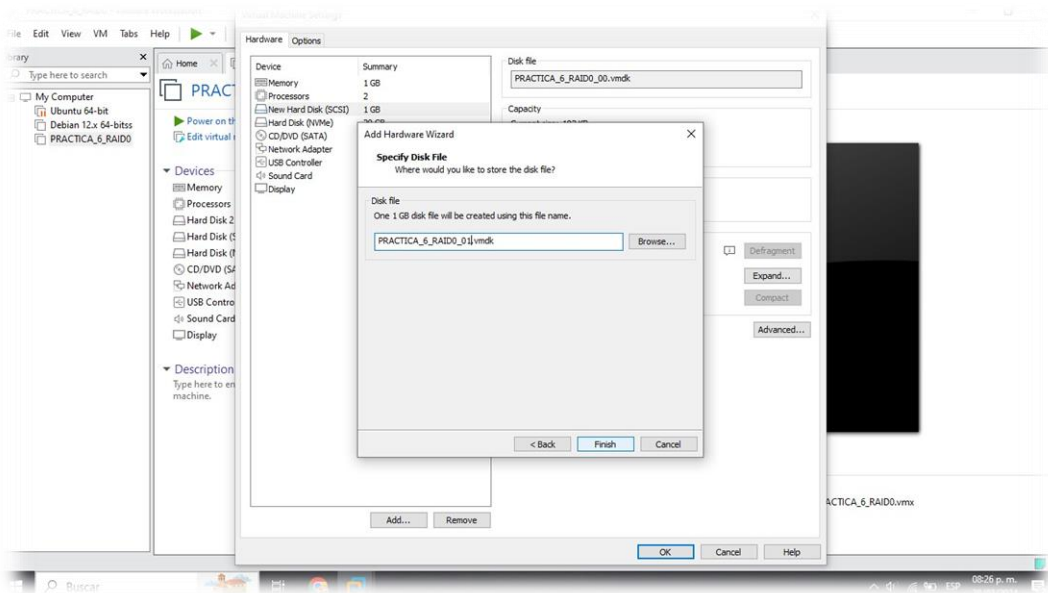 Virtual Machine Settings
File Edit View VM Tabs Help
Library
Type here to search
My Computer
Ubuntu 64-bit
Debian 12.x 64-bitss
PRACTICA_6_RAID0
Home
PRACT
Power on th
Edit virtual
Devices
Memory
Processors
Hard Disk 2
Hard Disk (S
Hard Disk (
CD/DVD (SA
Network Ad
USB Contro
Sound Card
Display
Description
Type here to en
machine.
Hardware Options
Device Summary
Memory 1 GB
Processors 2
New Hard Disk (SCSI) 1 GB
Hard Disk (NVMe) 20 GB
CD/DVD (SATA)
Network Adapter
USB Controller
Sound Card
Display
Add... Remove
Disk file
PRACTICA_6_RAID0_00.vmdk
Capacity
Defragment
Expand...
Compact
Advanced...
Add Hardware Wizard
Specify Disk File
Where would you like to store the disk file?
Disk file
One 1 GB disk file will be created using this file name.
PRACTICA_6_RAID0_01.vmdk Browse...
< Back Finish Cancel
OK Cancel Help
ACTICA_6_RAID0.vmx
Buscar
ESP
08:26 p. m.